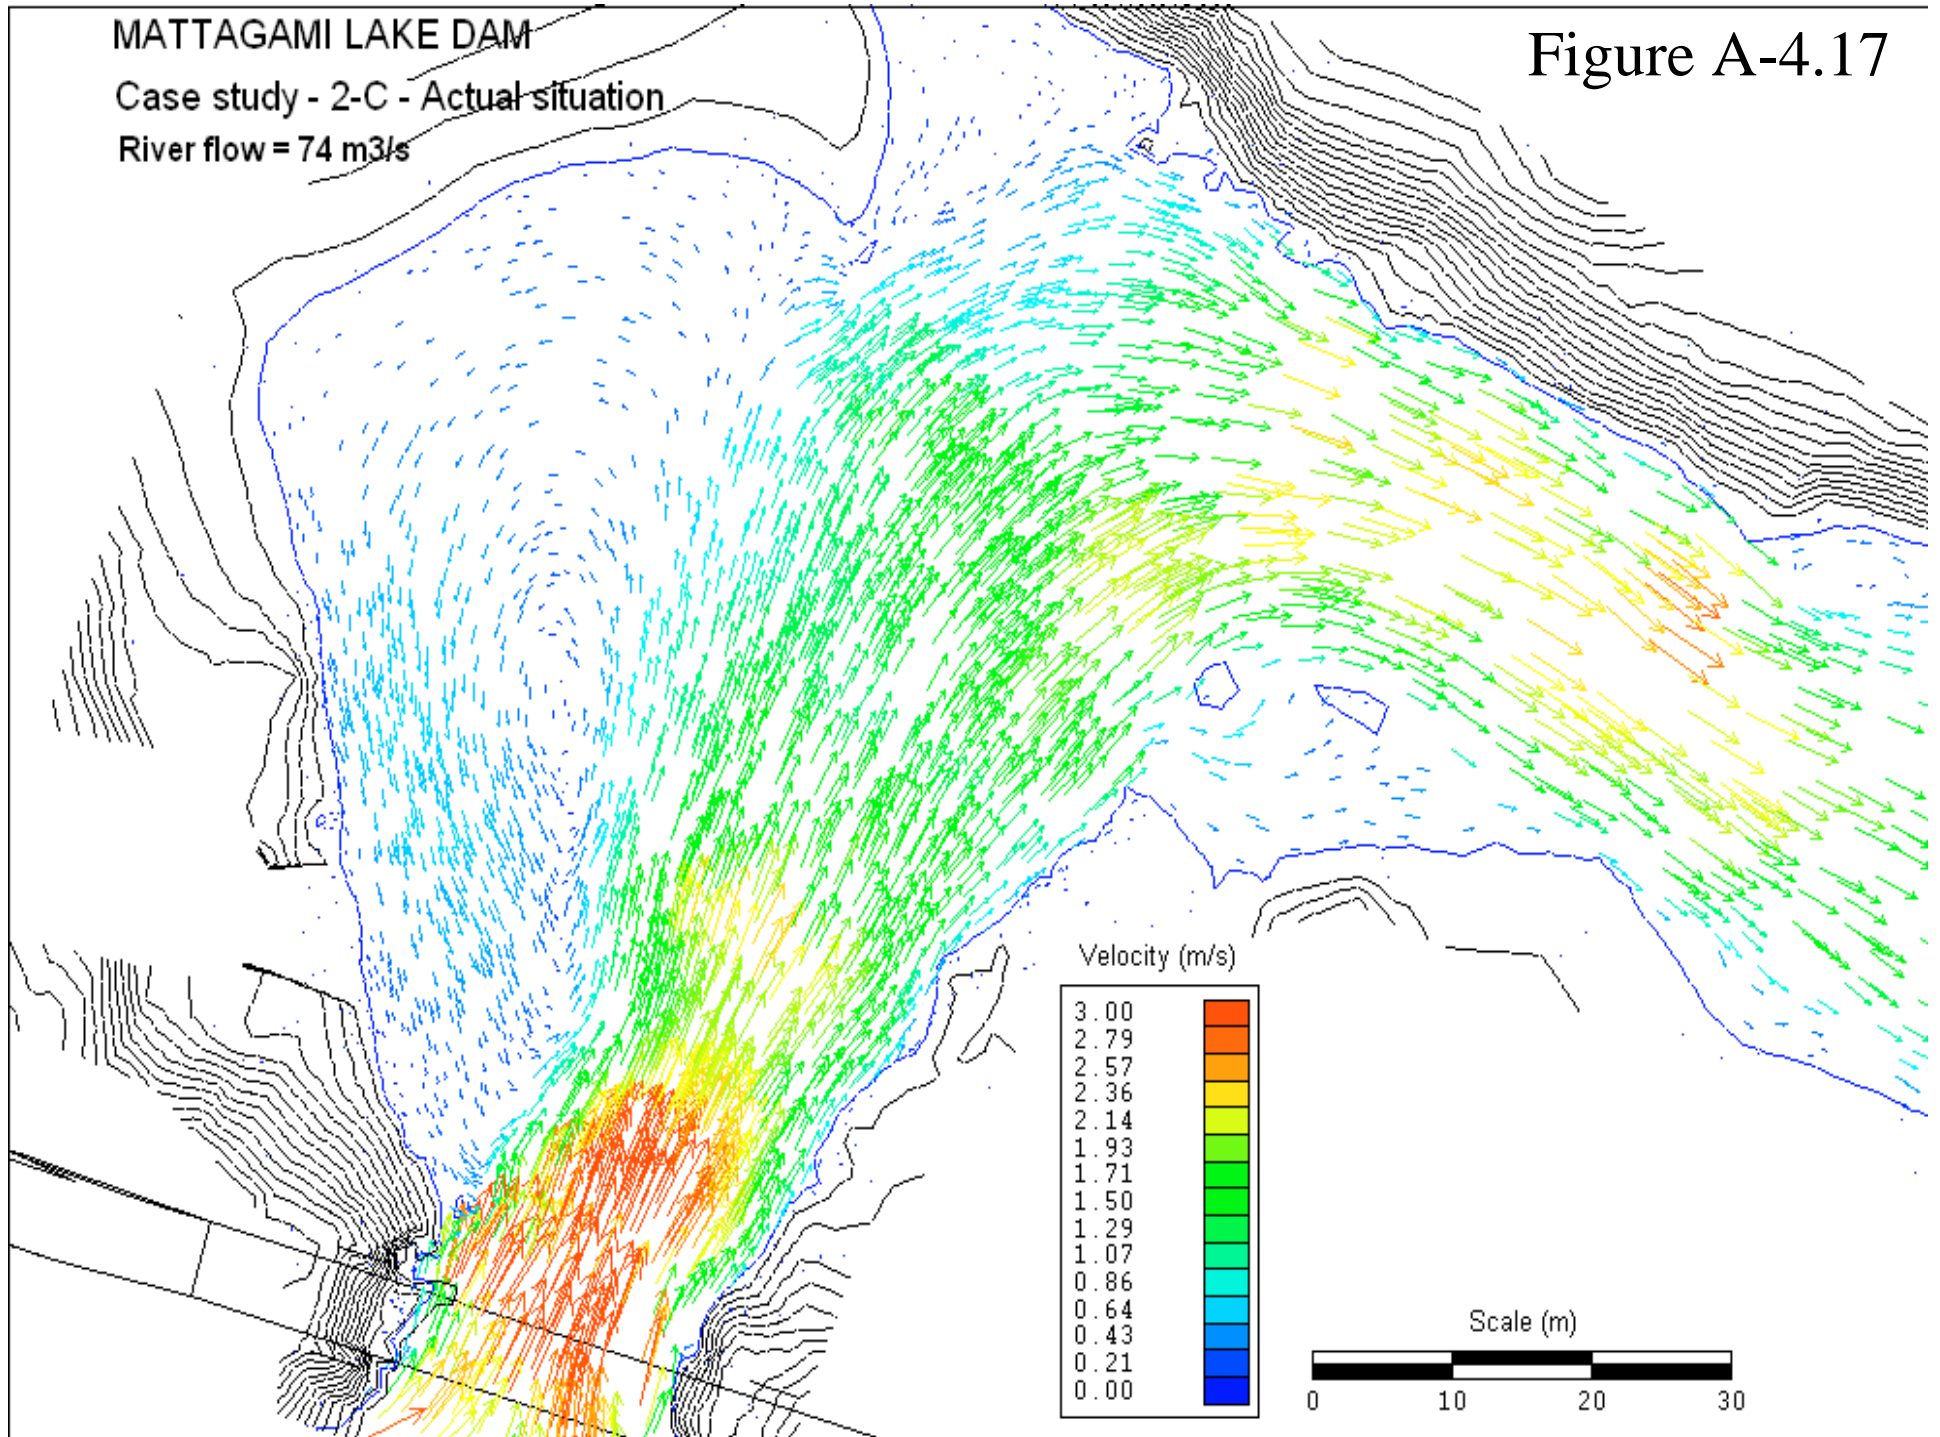 MATTAGAMI LAKE DAM
Figure A-4.17
Case study - 2-C - Actual situation
River flow = 74 m3/s
Velocity (m/s)
3.00
2.79
2.57
2.36
2.14
1.93
1.71
1.50
1.29
1.07
0.86
0.64
0.43
0.21
0.00
Scale (m)
0 10 20 30